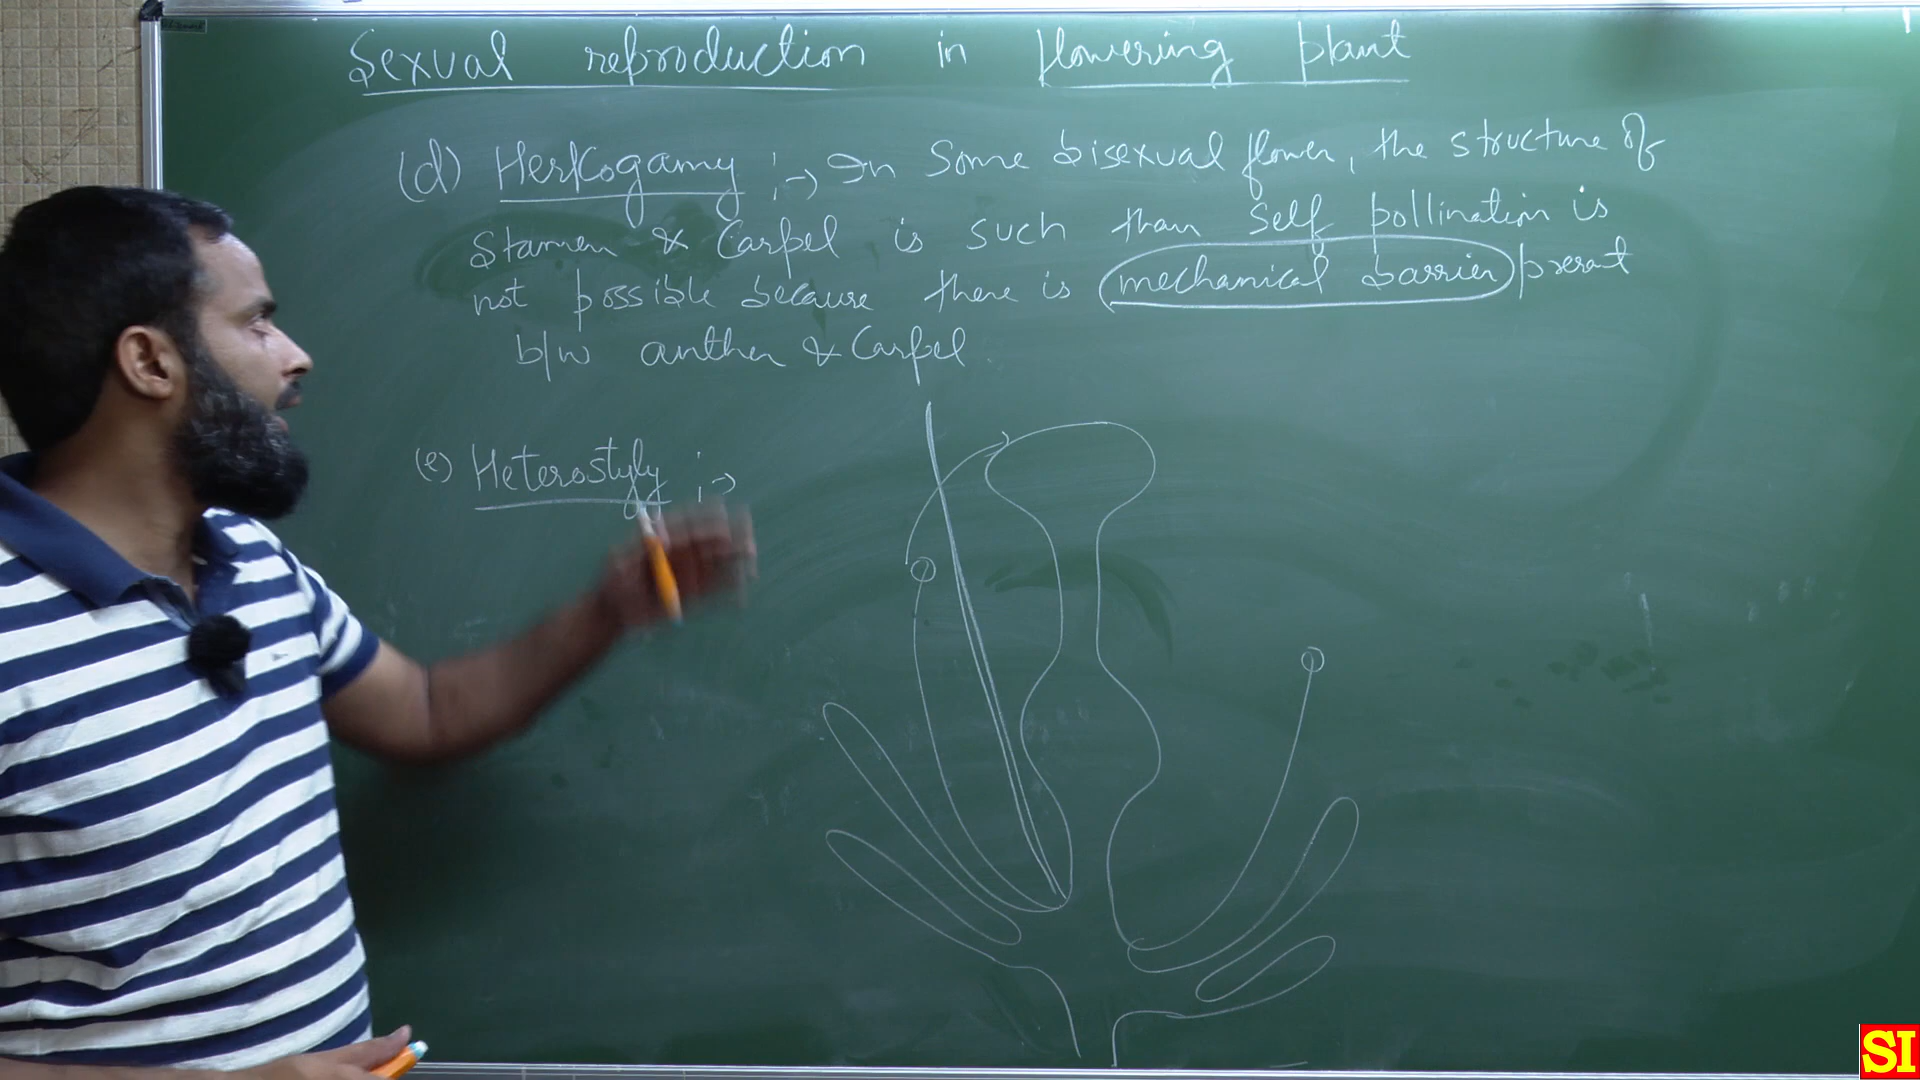 Sexual reproduction in flowering plant
(d) Herkogamy :-> In some bisexual flower, the structure of
stamen & Carpel is such than self pollination is
not possible because there is mechanical barrier present
b/w anther & Carpel.
(e) Heterostyly :->
SI